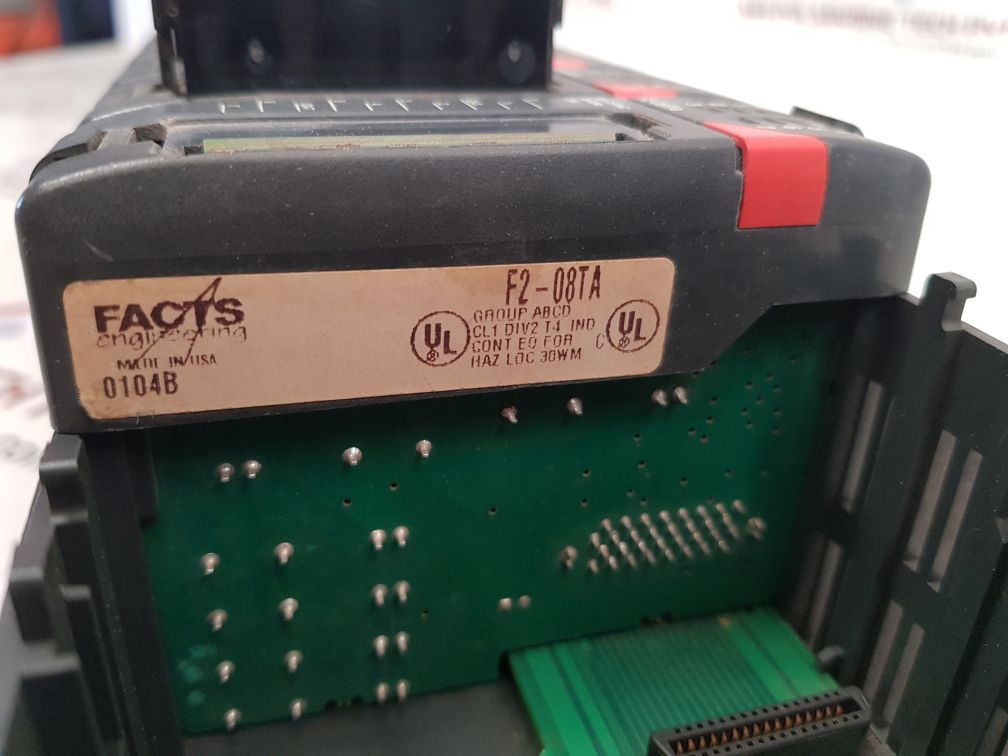 FACTS
engineering
MADE IN USA
0104B
F2-08TA
UL
®
GROUP ABCD
CL1 DIV2 T4 IND
CONT EQ FOR
HAZ LOC 30WM
C UL
®